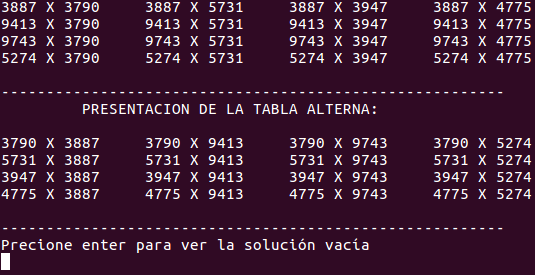 3887 X 3790     3887 X 5731     3887 X 3947     3887 X 4775
9413 X 3790     9413 X 5731     9413 X 3947     9413 X 4775
9743 X 3790     9743 X 5731     9743 X 3947     9743 X 4775
5274 X 3790     5274 X 5731     5274 X 3947     5274 X 4775
--------------------------------------------------------
PRESENTACION DE LA TABLA ALTERNA:
3790 X 3887     3790 X 9413     3790 X 9743     3790 X 5274
5731 X 3887     5731 X 9413     5731 X 9743     5731 X 5274
3947 X 3887     3947 X 9413     3947 X 9743     3947 X 5274
4775 X 3887     4775 X 9413     4775 X 9743     4775 X 5274
--------------------------------------------------------
Precione enter para ver la solución vacia